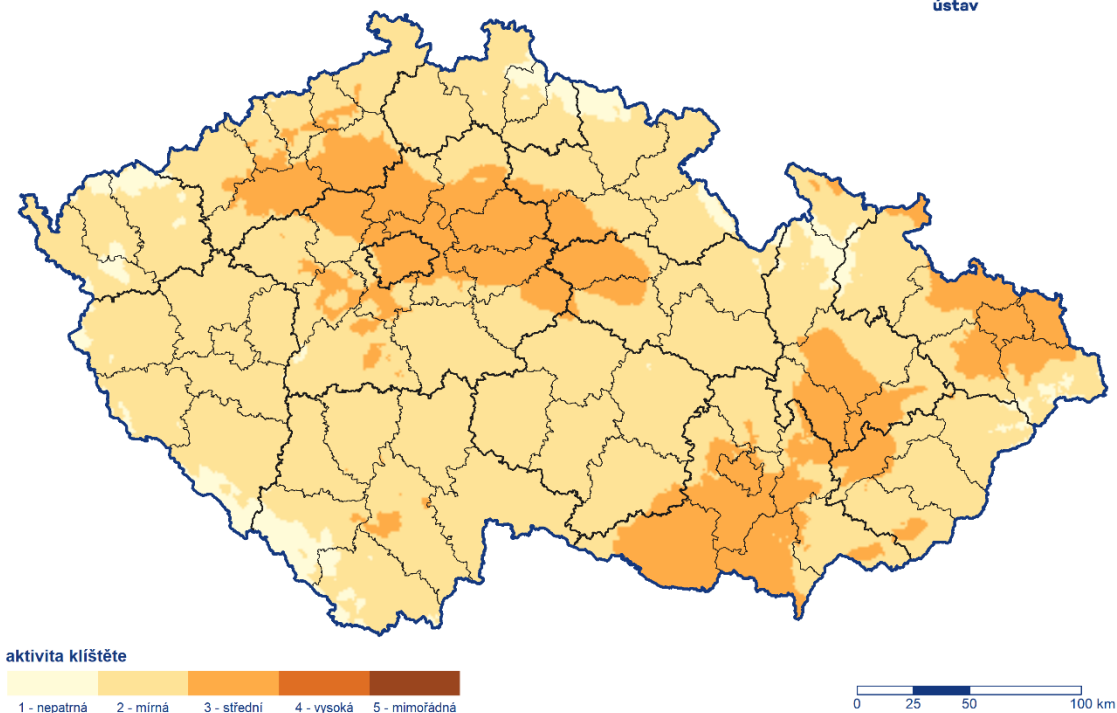 ústav
aktivita klíštěte
1 - nepatrná 2 - mírná 3 - střední 4 - vysoká 5 - mimořádná
0 25 50 100 km